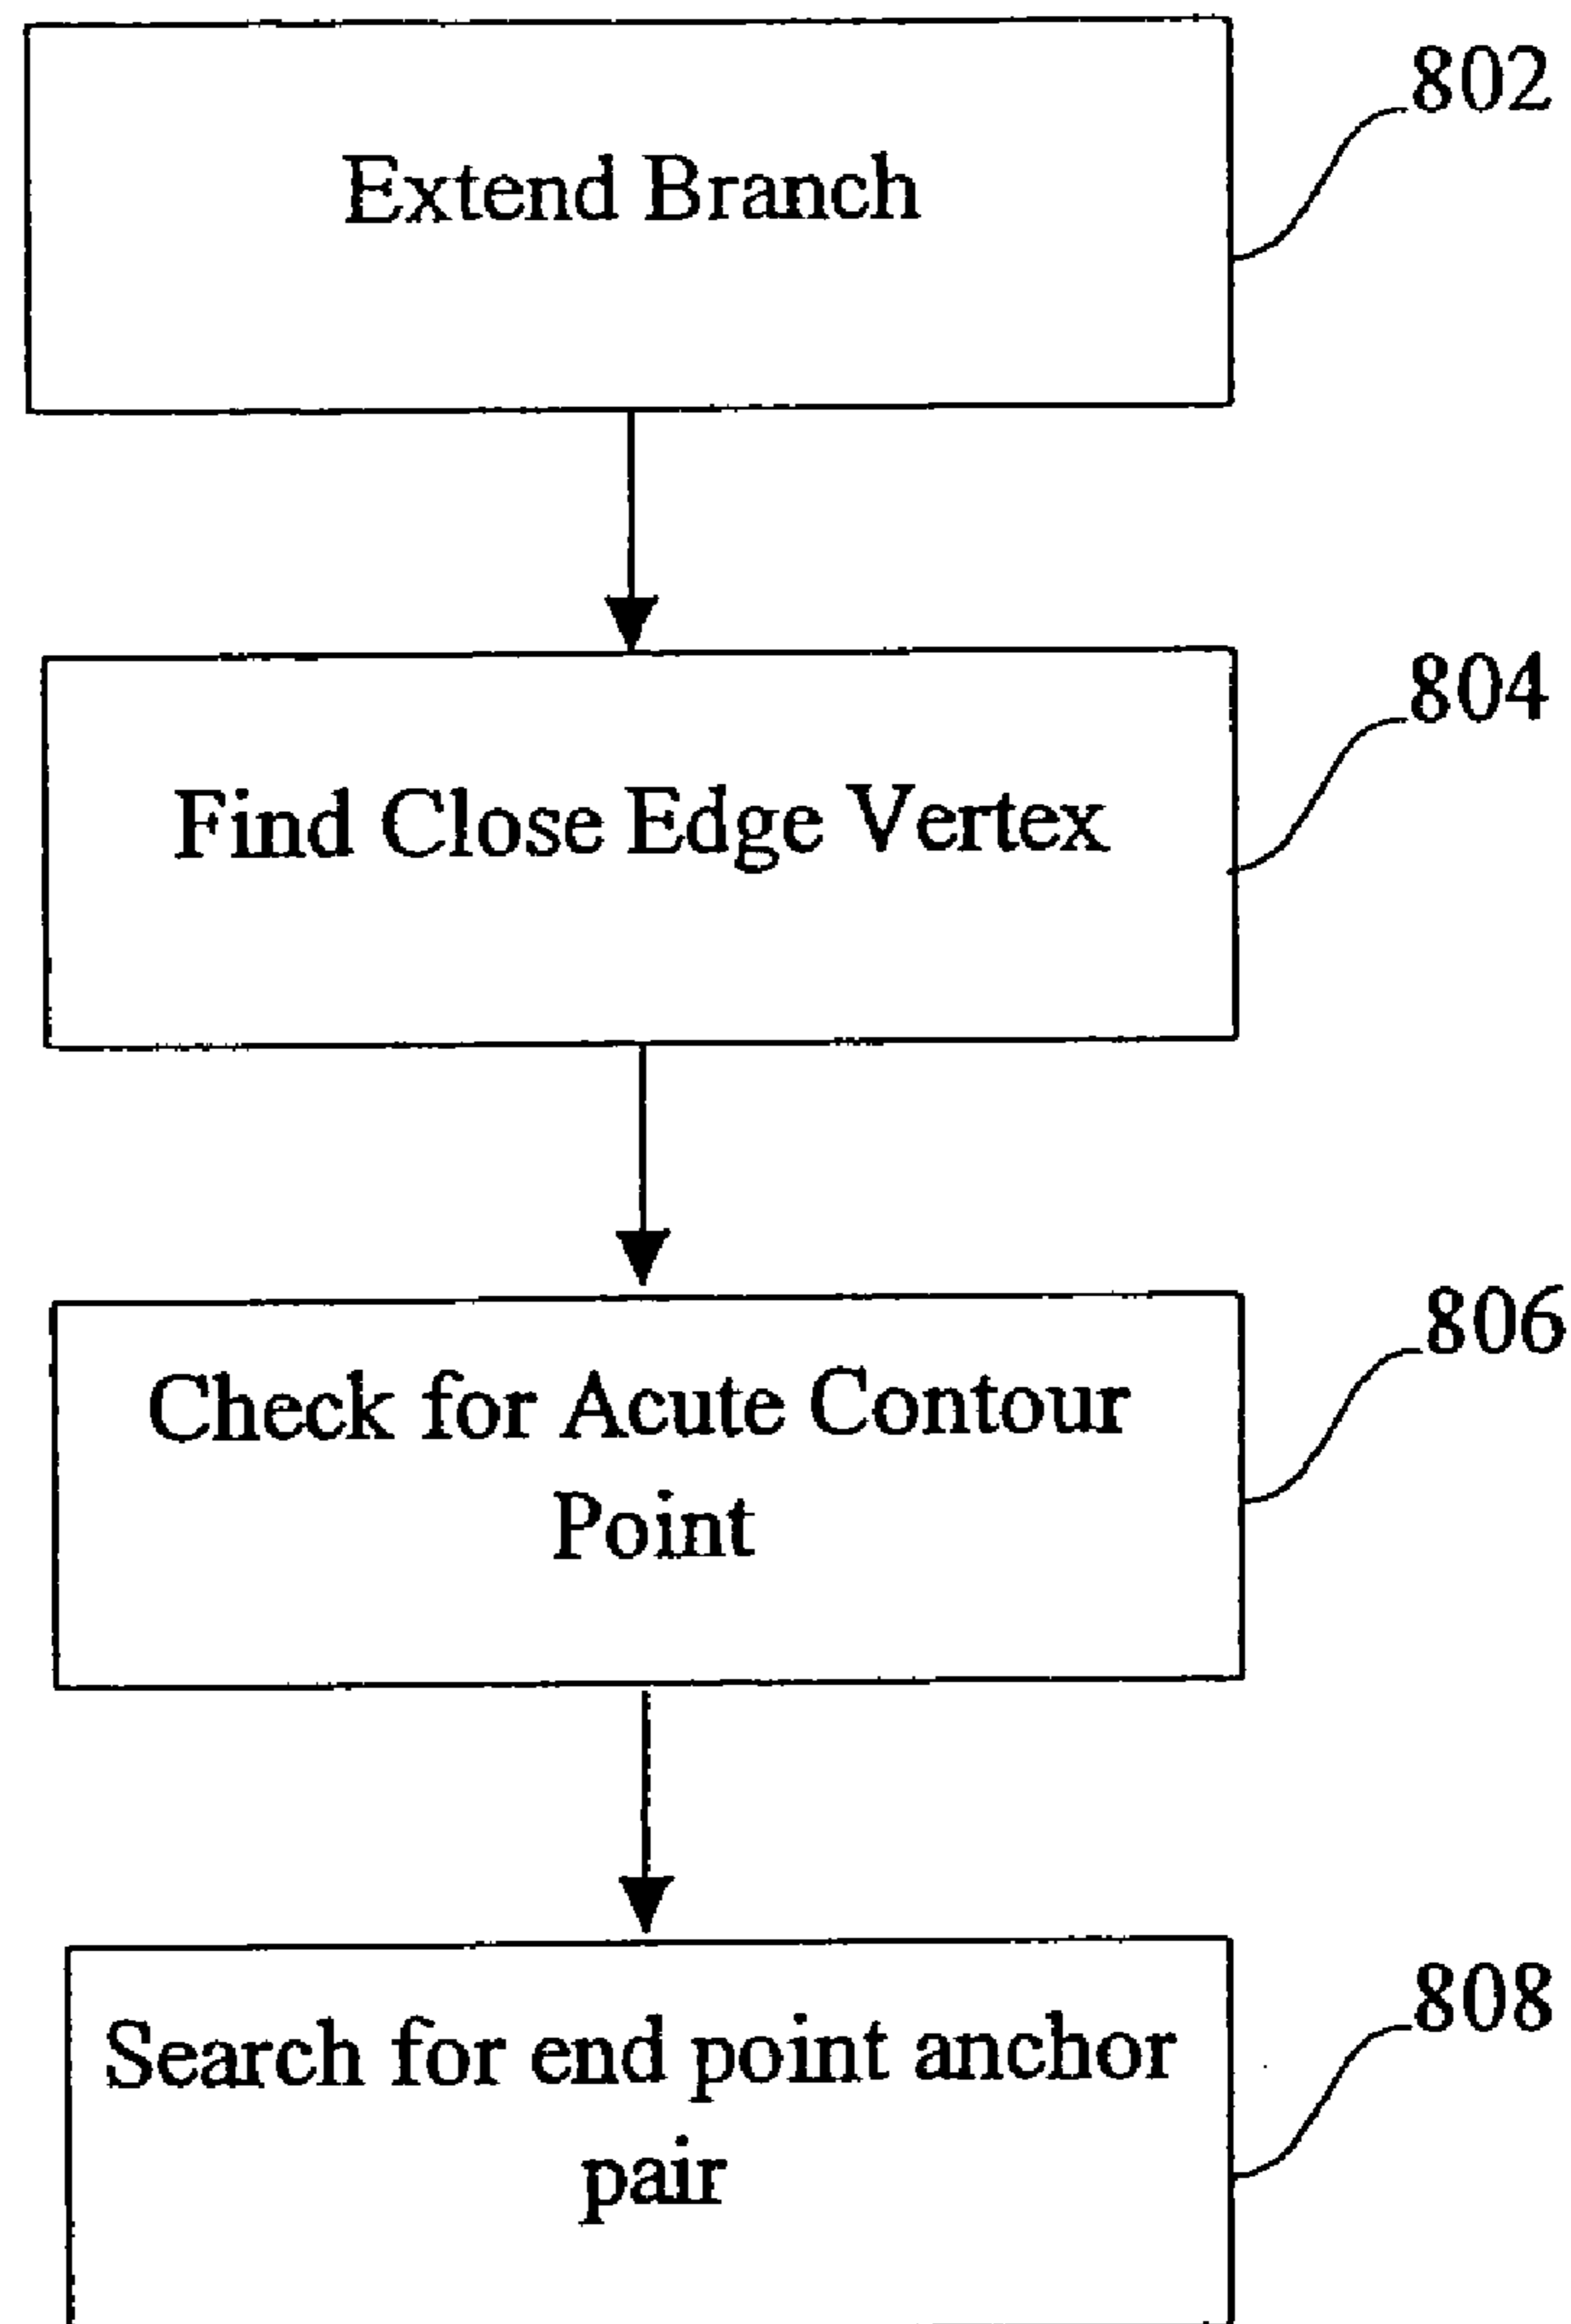 802
Extend Branch
804
Find Close Edge Vertex
806
Check for Acute Contour
Point
808
Search for end point anchor
pair